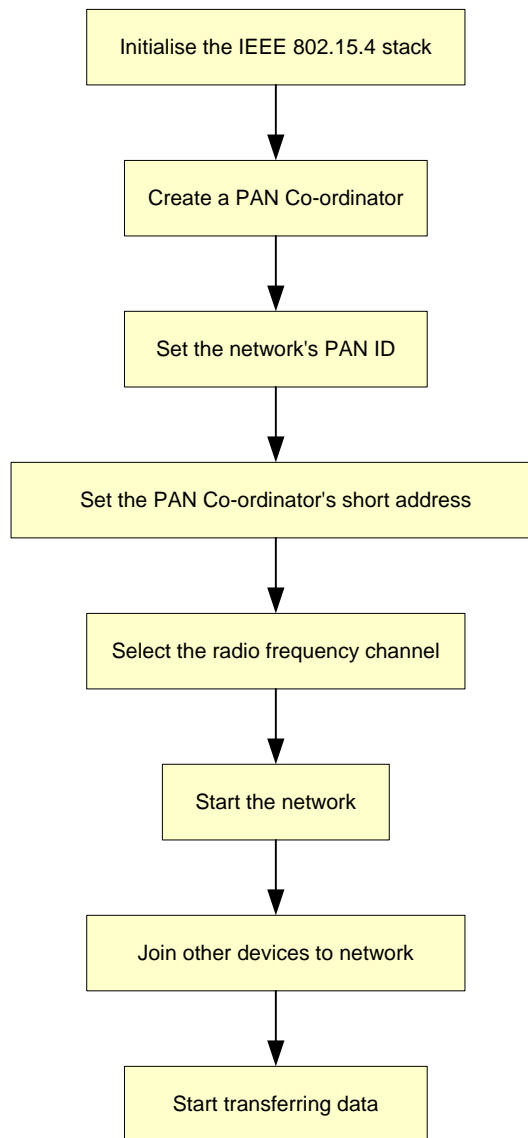 Initialise the IEEE 802.15.4 stack
Create a PAN Co-ordinator
Set the network's PAN ID
Set the PAN Co-ordinator's short address
Select the radio frequency channel
Start the network
Join other devices to network
Start transferring data